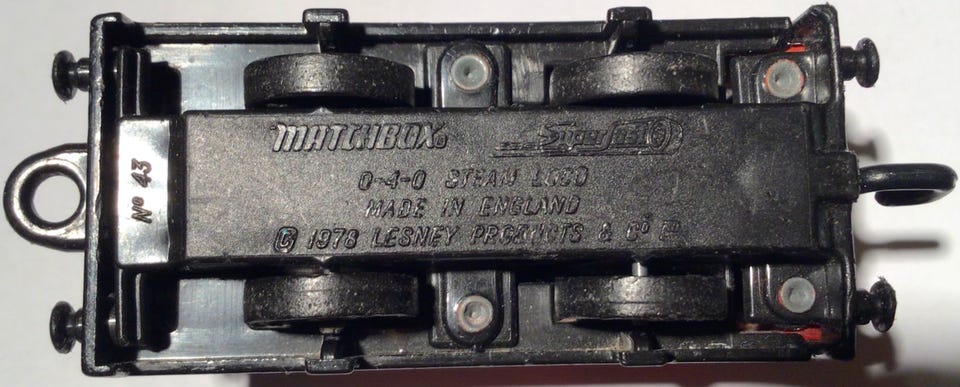 MATCHBOX® Superfast
0-4-0 STEAM LOCO
MADE IN ENGLAND
© 1978 LESNEY PRODUCTS & Cº Lᵀᴰ
Nº 43